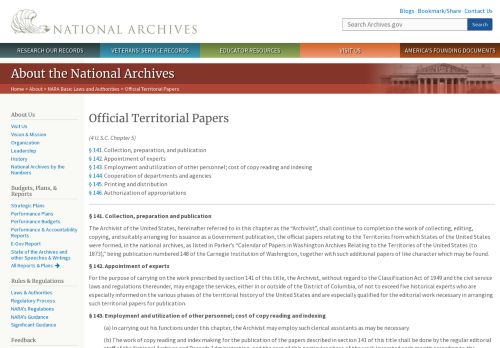 Blogs · Bookmark/Share · Contact Us
NATIONAL ARCHIVES
Search Archives.gov
Search
RESEARCH OUR RECORDS
VETERANS' SERVICE RECORDS
EDUCATOR RESOURCES
VISIT US
AMERICA'S FOUNDING DOCUMENTS
About the National Archives
Home > About > NARA Basic Laws and Authorities > Official Territorial Papers
About Us
Visit Us
Vision & Mission
Organization
Leadership
History
National Archives by the
Numbers
Budgets, Plans, &
Reports
Strategic Plans
Performance Plans
Performance Budgets
Performance & Accountability
Reports
E-Gov Report
State of the Archives and
other Speeches & Writings
All Reports & Plans
Rules & Regulations
Laws & Authorities
Regulatory Process
NARA's Regulations
NARA's Guidance
Significant Guidance
Feedback
Official Territorial Papers
(4 U.S.C. Chapter 5)
§ 141. Collection, preparation, and publication
§ 142. Appointment of experts
§ 143. Employment and utilization of other personnel; cost of copy reading and indexing
§ 144. Cooperation of departments and agencies
§ 145. Printing and distribution
§ 146. Authorization of appropriations
§ 141. Collection, preparation and publication
The Archivist of the United States, hereinafter referred to in this chapter as the "Archivist", shall continue to completion the work of collecting, editing,
copying, and suitably arranging for issuance as a Government publication, the official papers relating to the Territories from which States of the United States
were formed, in the national archives, as listed in Parker's "Calendar of Papers in Washington Archives Relating to the Territories of the United States (to
1873)," being publication numbered 148 of the Carnegie Institution of Washington, together with such additional papers of like character which may be found.
§ 142. Appointment of experts
For the purpose of carrying on the work prescribed by section 141 of this title, the Archivist, without regard to the Classification Act of 1949 and the civil service
laws and regulations thereunder, may engage the services, either in or outside of the District of Columbia, of not to exceed five historical experts who are
especially informed on the various phases of the territorial history of the United States and are especially qualified for the editorial work necessary in arranging
such territorial papers for publication.
§ 143. Employment and utilization of other personnel; cost of copy reading and indexing
(a) In carrying out his functions under this chapter, the Archivist may employ such clerical assistants as may be necessary.
(b) The work of copy reading and index making for the publication of the papers described in section 141 of this title shall be done by the regular editorial